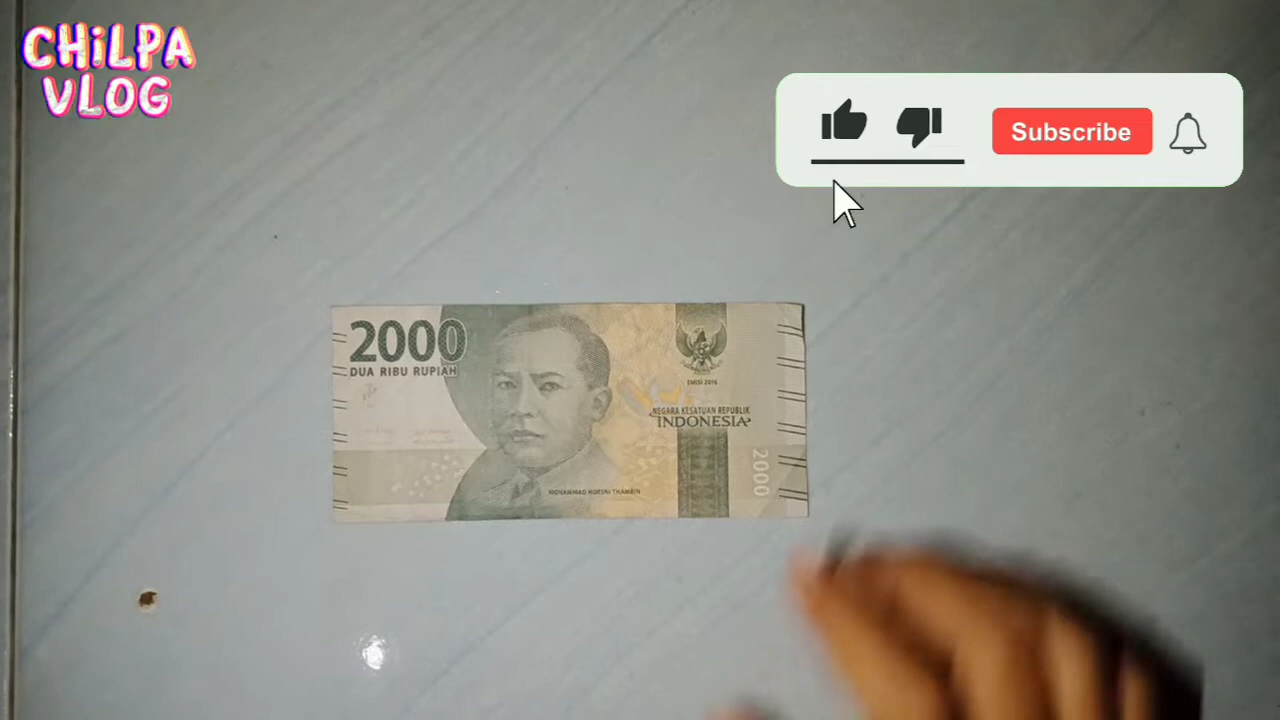 CHiLPA
VLOG
Subscribe
2000
DUA RIBU RUPIAH
EMISI 2016
NEGARA KESATUAN REPUBLIK
INDONESIA
2000
MOHAMMAD HOESNI THAMRIN